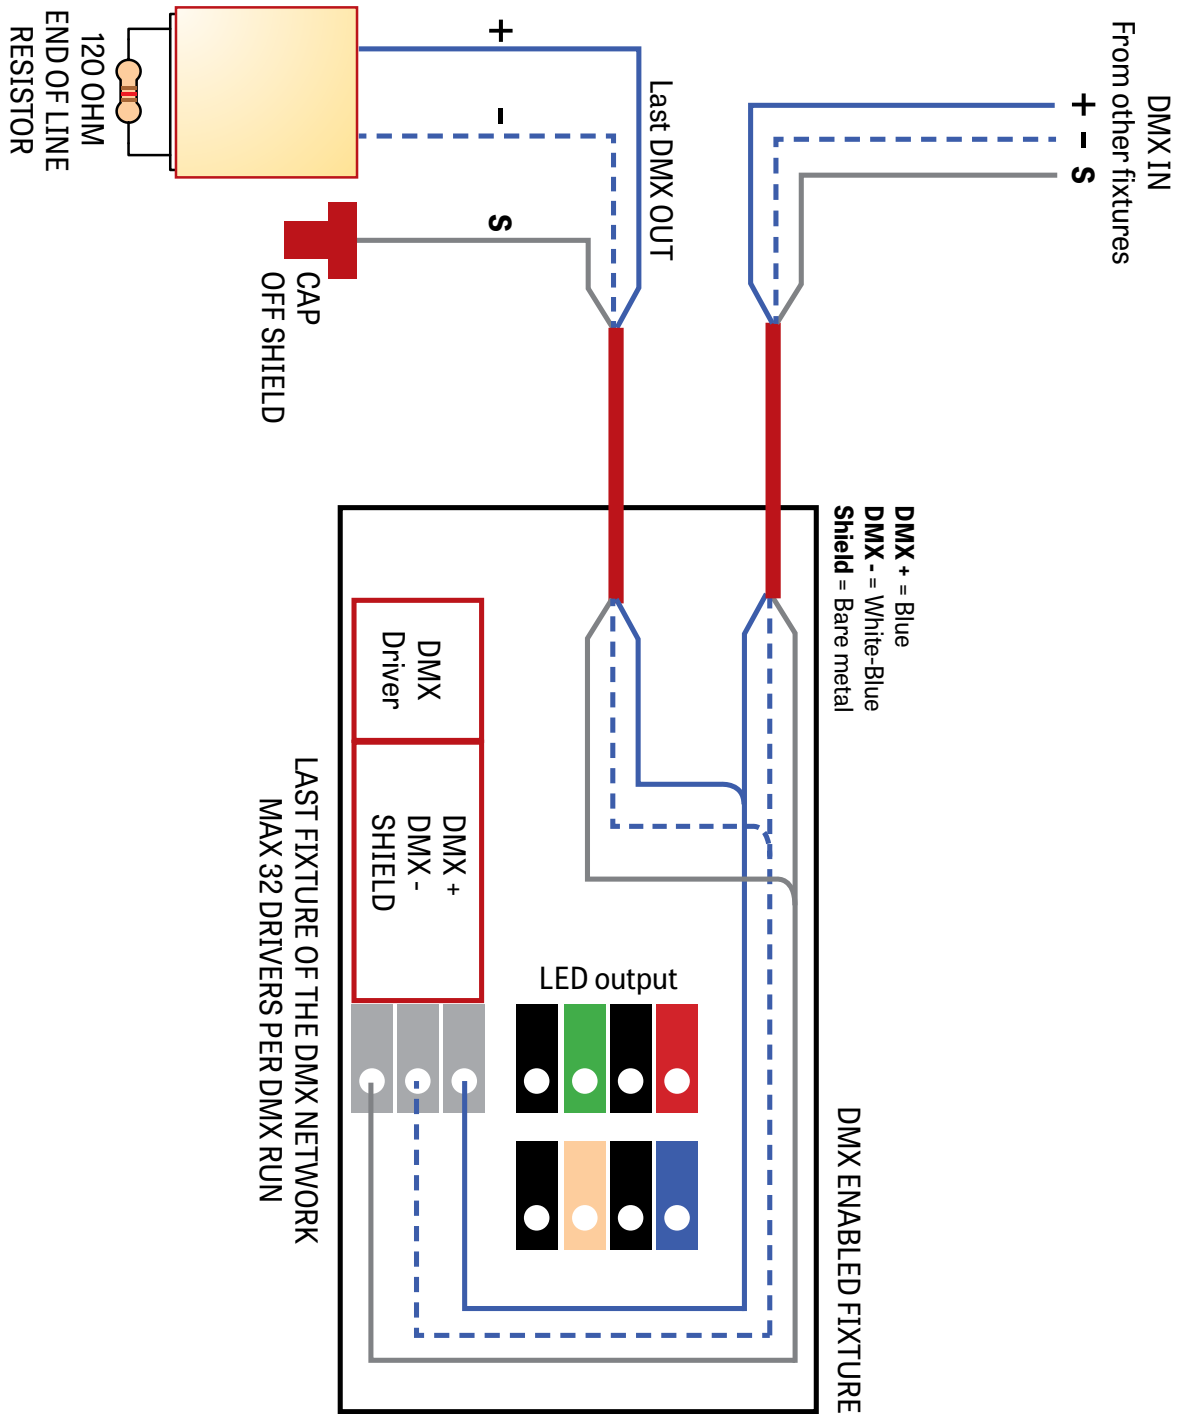 DMX IN
From other fixtures
+
-
S
Last DMX OUT
+
-
S
120 OHM
END OF LINE
RESISTOR
CAP
OFF SHIELD
DMX + = Blue
DMX - = White-Blue
Shield = Bare metal
DMX ENABLED FIXTURE
DMX
Driver
DMX +
DMX -
SHIELD
LED output
LAST FIXTURE OF THE DMX NETWORK
MAX 32 DRIVERS PER DMX RUN